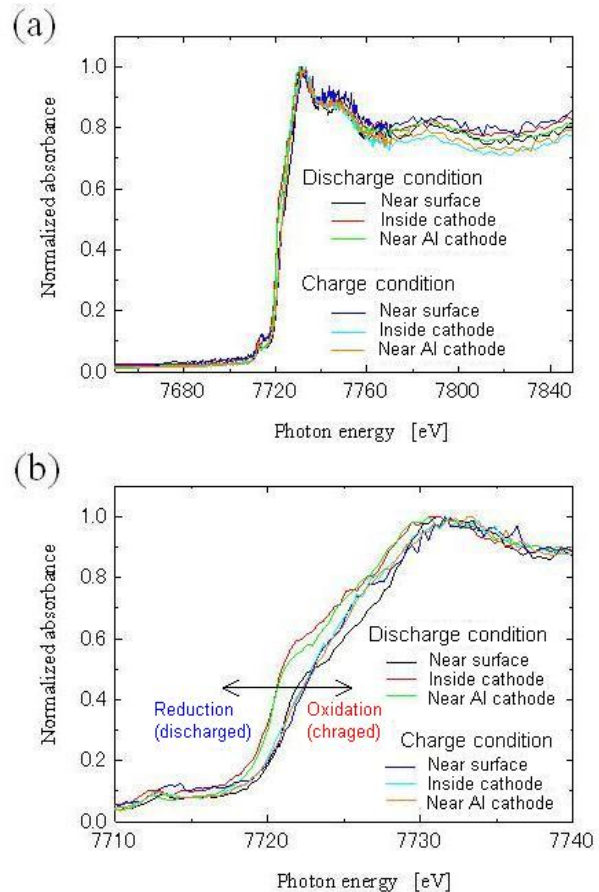 (a)
Normalized absorbance
1.0
0.8
0.6
0.4
0.2
0.0
Discharge condition
Near surface
Inside cathode
Near Al cathode
Charge condition
Near surface
Inside cathode
Near Al cathode
7680
7720
7760
7800
7840
Photon energy [eV]
(b)
Normalized absorbance
1.0
0.8
0.6
0.4
0.2
0.0
Reduction
(discharged)
Oxidation
(chraged)
Discharge condition
Near surface
Inside cathode
Near Al cathode
Charge condition
Near surface
Inside cathode
Near Al cathode
7710
7720
7730
7740
Photon energy [eV]